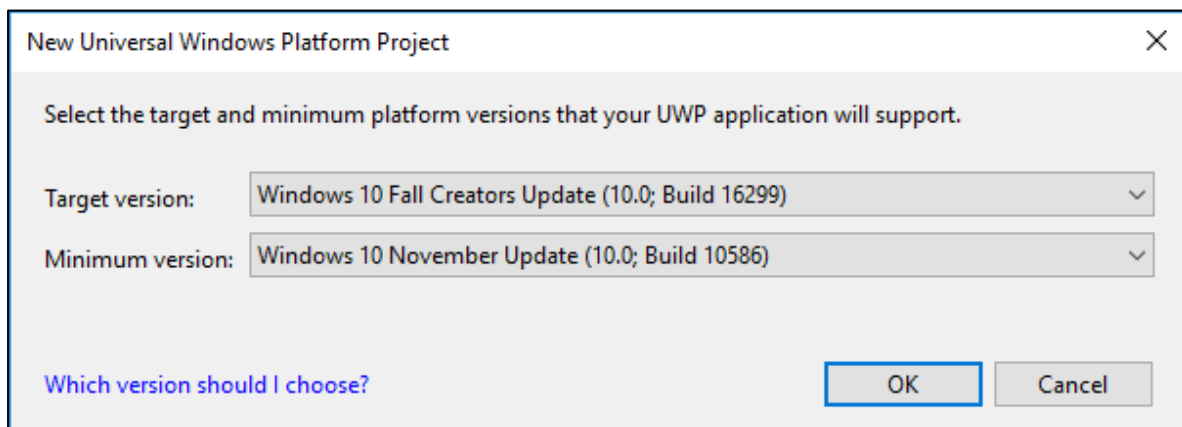 New Universal Windows Platform Project
Select the target and minimum platform versions that your UWP application will support.
Target version: Windows 10 Fall Creators Update (10.0; Build 16299)
Minimum version: Windows 10 November Update (10.0; Build 10586)
Which version should I choose? OK Cancel